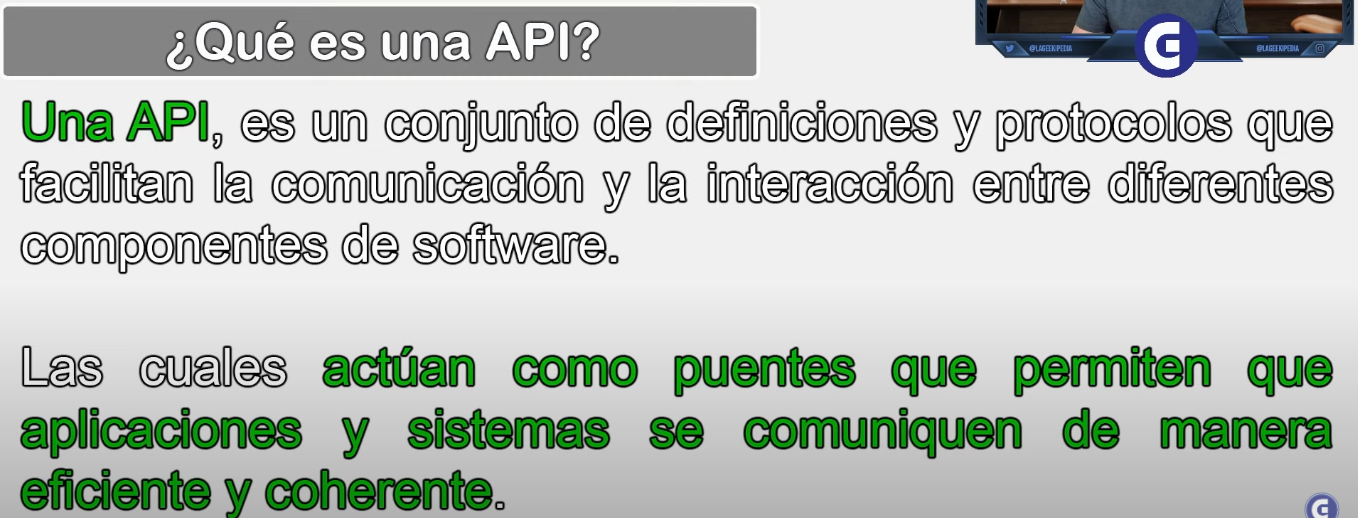 ¿Qué es una API?
@LAGEEKIPEDIA
@LAGEEKIPEDIA
Una API, es un conjunto de definiciones y protocolos que
facilitan la comunicación y la interacción entre diferentes
componentes de software.
Las cuales actúan como puentes que permiten que
aplicaciones y sistemas se comuniquen de manera
eficiente y coherente.